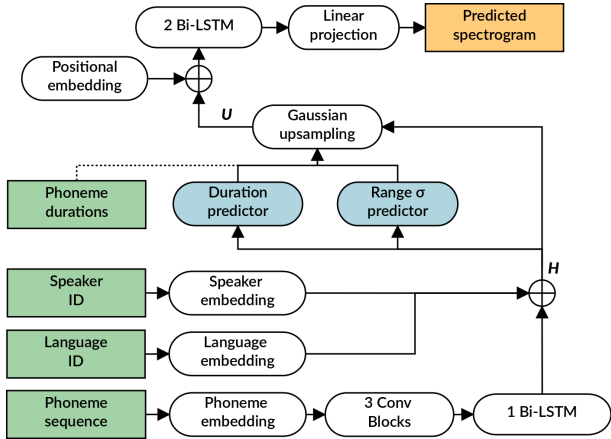 2 Bi-LSTM
Linear
projection
Predicted
spectrogram
Positional
embedding
U
Gaussian
upsampling
Phoneme
durations
Duration
predictor
Range σ
predictor
H
Speaker
ID
Speaker
embedding
Language
ID
Language
embedding
Phoneme
sequence
Phoneme
embedding
3 Conv
Blocks
1 Bi-LSTM